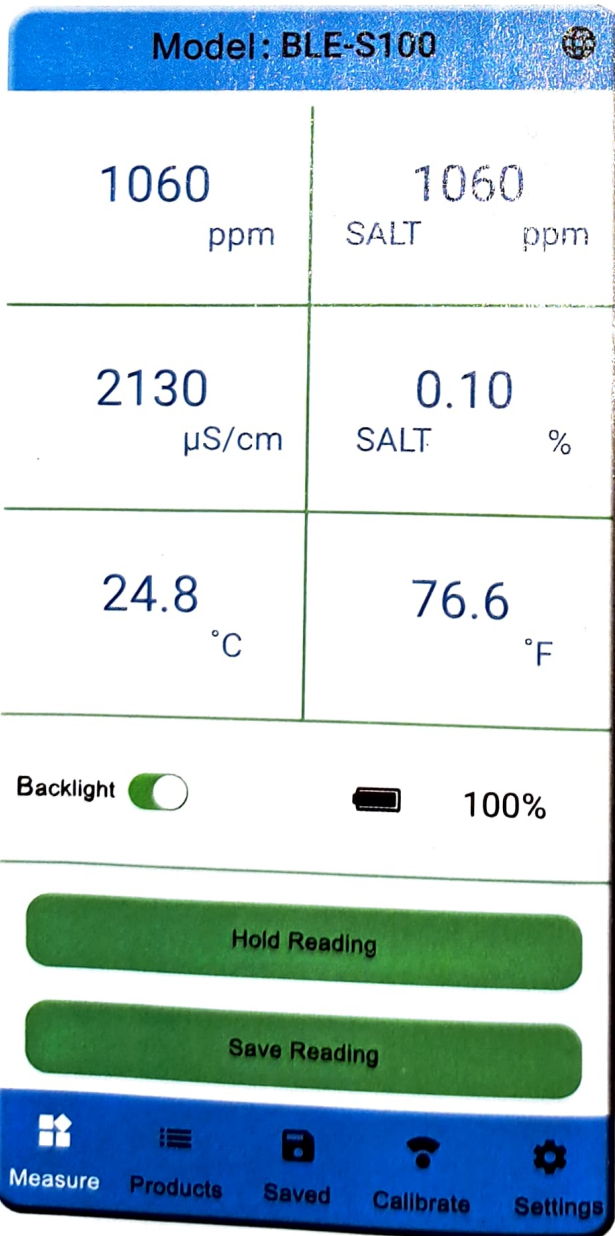 Model: BLE-S100
1060
ppm
1060
SALT ppm
2130
µS/cm
0.10
SALT %
24.8
°C
76.6
°F
Backlight
100%
Hold Reading
Save Reading
Measure Products Saved Calibrate Settings